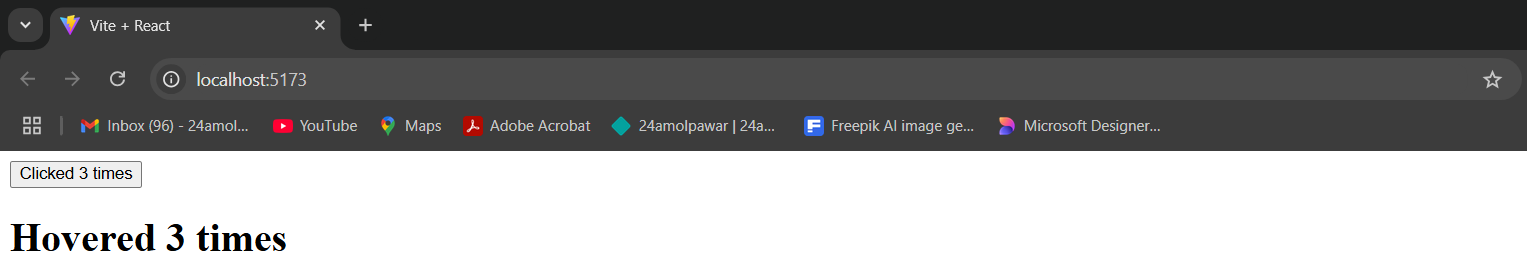 Vite + React
localhost:5173
Inbox (96) - 24amol... YouTube Maps Adobe Acrobat 24amolpawar | 24a... Freepik AI image ge... Microsoft Designer...
Clicked 3 times
Hovered 3 times